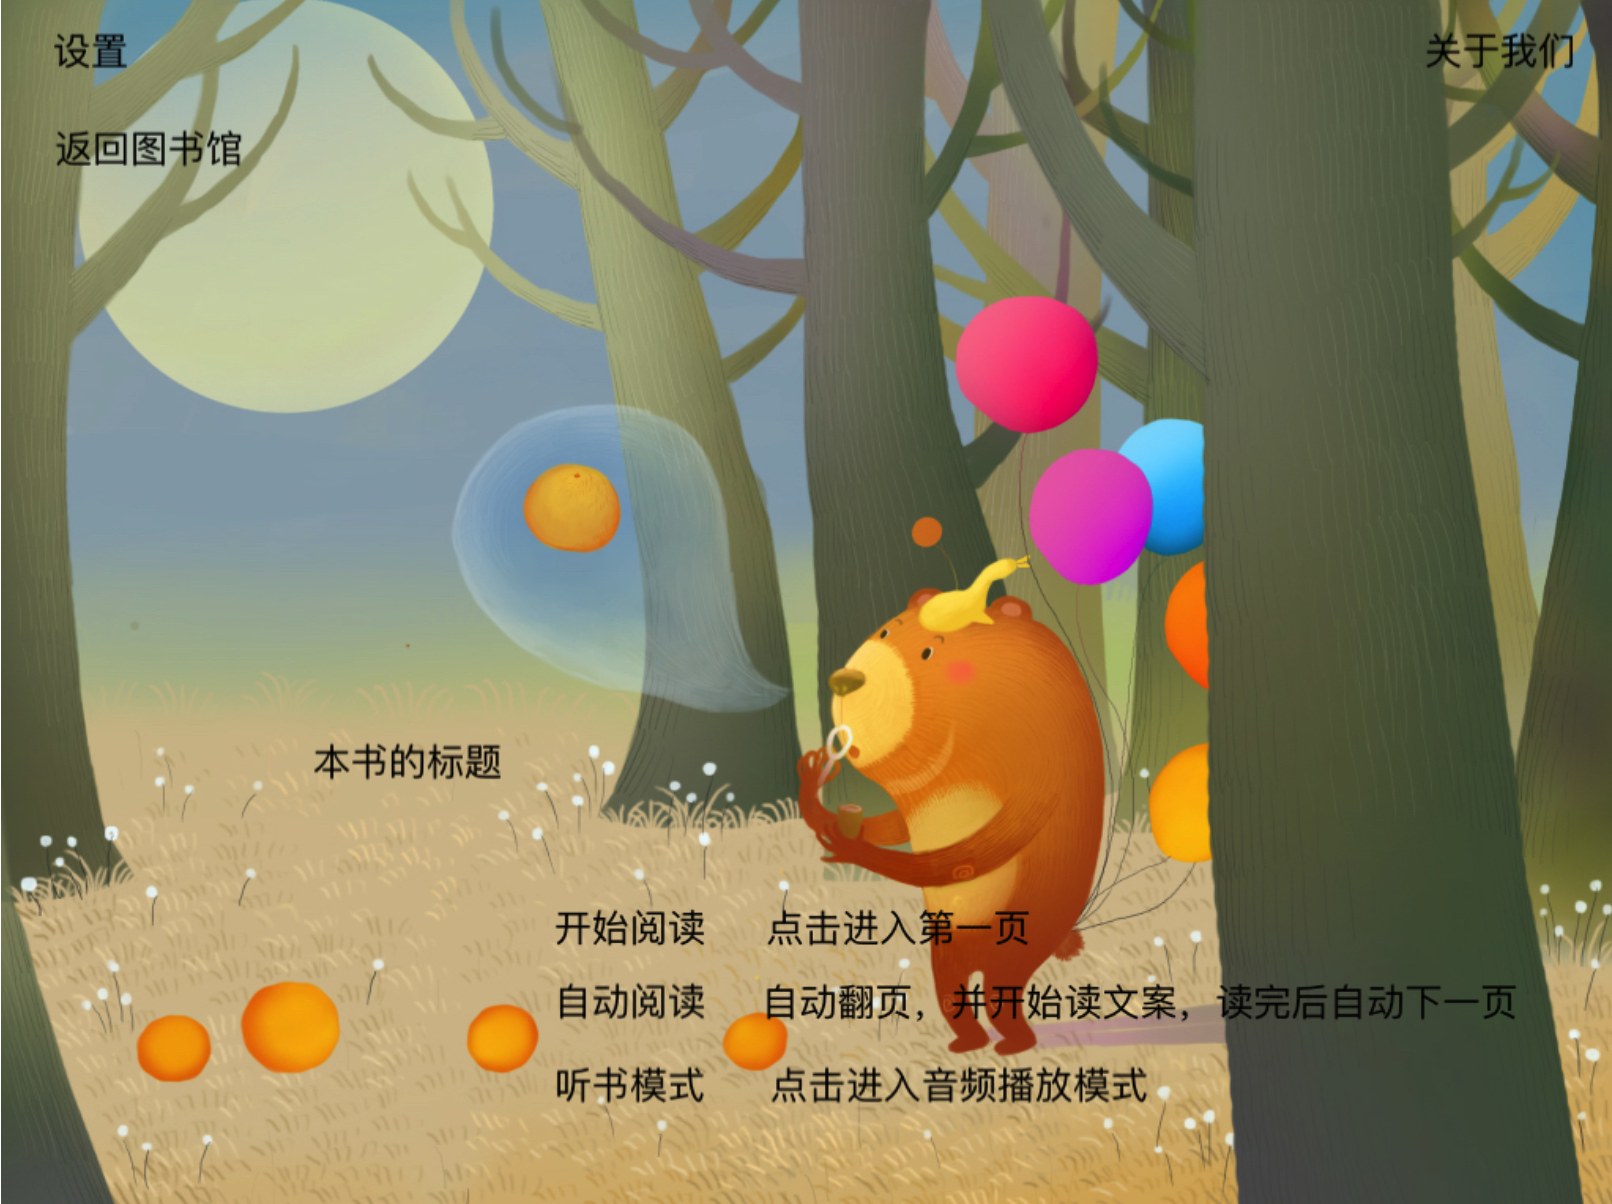 设置
关于我们
返回图书馆
本书的标题
开始阅读 点击进入第一页
自动阅读 自动翻页，并开始读文案，读完后自动下一页
听书模式 点击进入音频播放模式